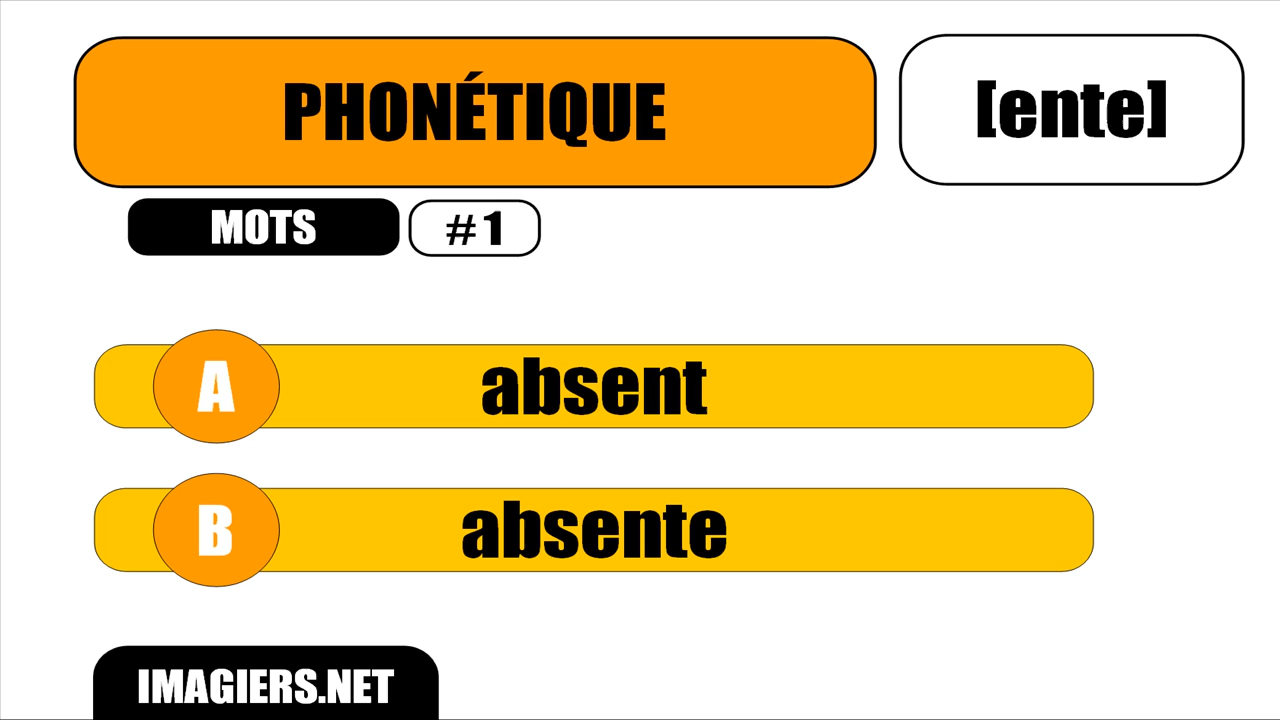 PHONÉTIQUE
[ente]
MOTS
#1
A absent
B absente
IMAGIERS.NET